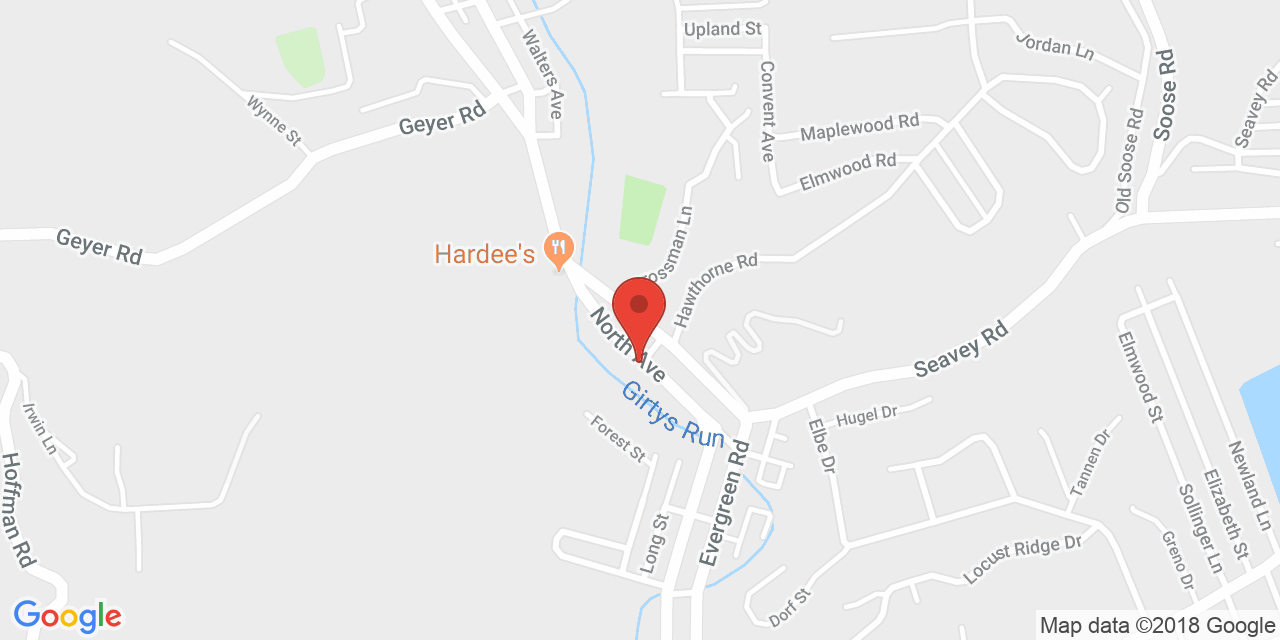 Upland St
Jordan Ln
Walters Ave
Soose Rd
Convent Ave
Seavey Rd
Wynne St
Geyer Rd
Maplewood Rd
Old Soose Rd
Elmwood Rd
Geyer Rd
Hardee's
Hawthorne Rd
North Ave
Seavey Rd
Elmwood St
Girtys Run
Hugel Dr
Irwin Ln
Forest St
Elbe Dr
Tannen Dr
Newland Ln
Hoffman Rd
Evergreen Rd
Elizabeth St
Sollinger Ln
Long St
Locust Ridge Dr
Greno Dr
Dorf St
Google
Map data ©2018 Google